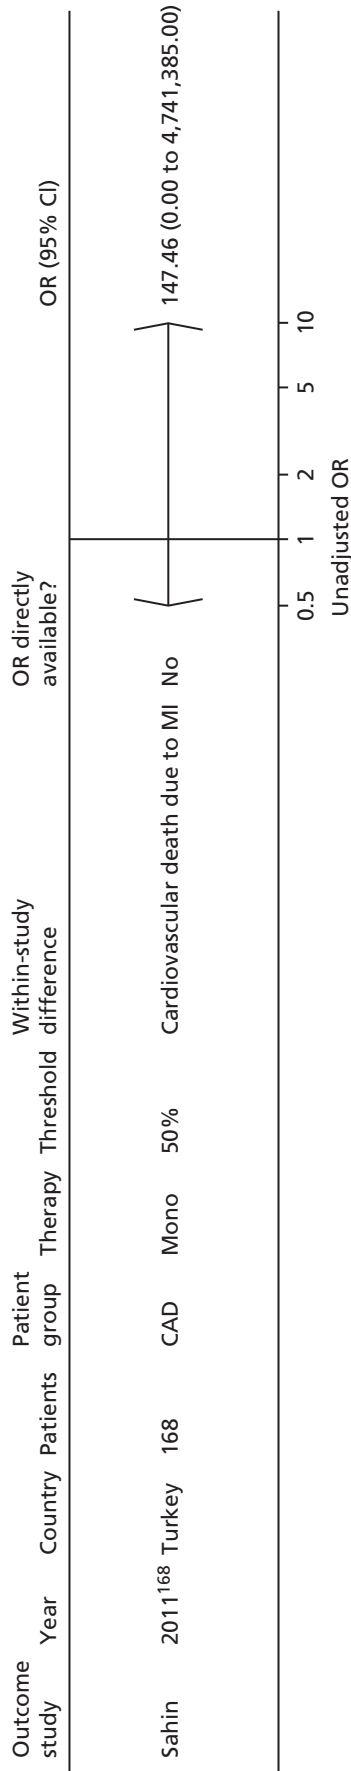 Outcome study Year Country Patients Patient group Therapy Threshold Within-study difference OR directly available? OR (95% CI)
Sahin 2011168 Turkey 168 CAD Mono 50% Cardiovascular death due to MI No 147.46 (0.00 to 4,741,385.00)
0.5 1 2 5 10
Unadjusted OR